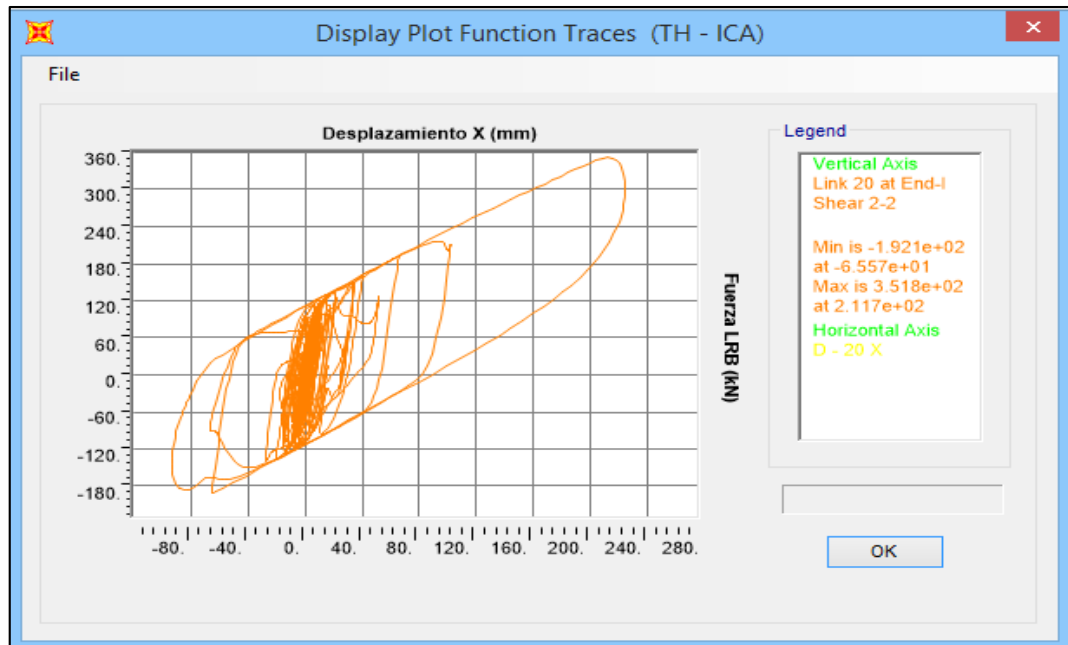 Display Plot Function Traces (TH - ICA)
File
Desplazamiento X (mm)
360.
300.
240.
180.
120.
60.
0.
-60.
-120.
-180.
-80. -40. 0. 40. 80. 120. 160. 200. 240. 280.
Fuerza LRB (kN)
Legend
Vertical Axis
Link 20 at End-I
Shear 2-2
Min is -1.921e+02
at -6.557e+01
Max is 3.518e+02
at 2.117e+02
Horizontal Axis
D - 20 X
OK